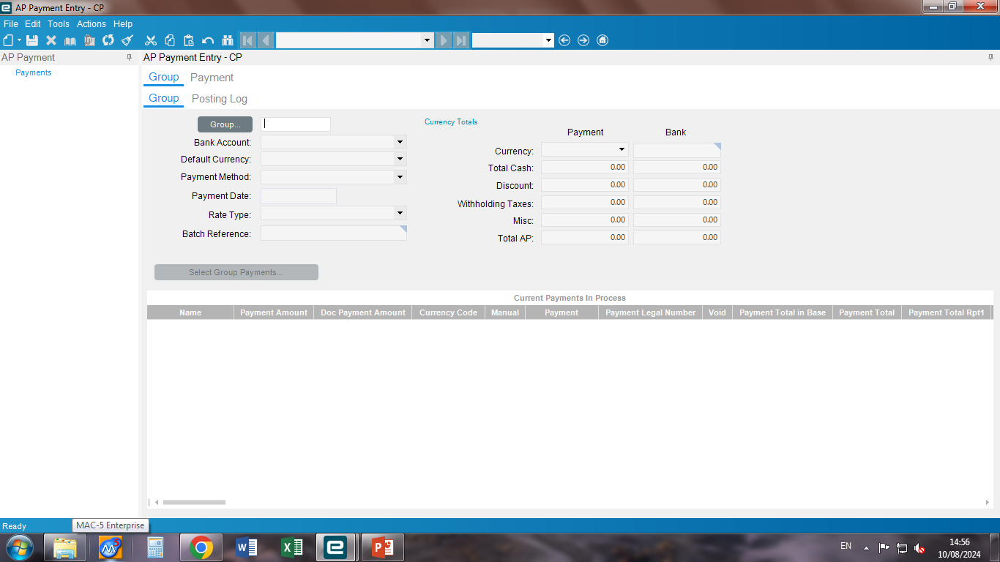 AP Payment Entry - CP
File Edit Tools Actions Help
AP Payment
AP Payment Entry - CP
Payments
Group Payment
Group Posting Log
Group...
Bank Account:
Default Currency:
Payment Method:
Payment Date:
Rate Type:
Batch Reference:
Currency Totals
Payment Bank
Currency:
Total Cash: 0.00 0.00
Discount: 0.00 0.00
Withholding Taxes: 0.00 0.00
Misc: 0.00 0.00
Total AP: 0.00 0.00
Select Group Payments...
Current Payments In Process
Name Payment Amount Doc Payment Amount Currency Code Manual Payment Payment Legal Number Void Payment Total in Base Payment Total Payment Total Rpt1
Ready
MAC-5 Enterprise
EN
14:56
10/08/2024